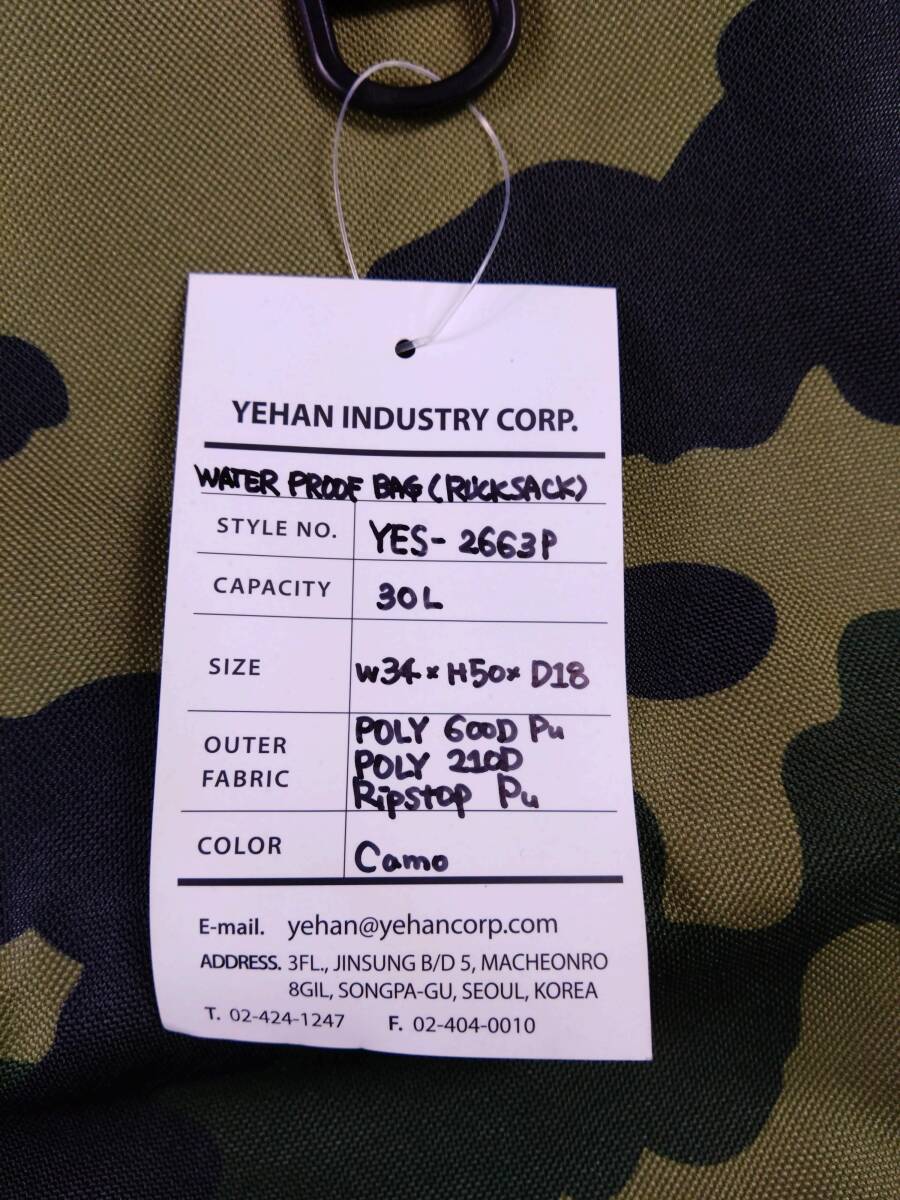 YEHAN INDUSTRY CORP.
WATER PROOF BAG (RUCKSACK)
STYLE NO. YES-2663P
CAPACITY 30L
SIZE W34 x H50 x D18
OUTER FABRIC POLY 600D Pu
POLY 210D
Ripstop Pu
COLOR Camo
E-mail. yehan@yehancorp.com
ADDRESS. 3FL., JINSUNG B/D 5, MACHEONRO
8GIL, SONGPA-GU, SEOUL, KOREA
T. 02-424-1247 F. 02-404-0010